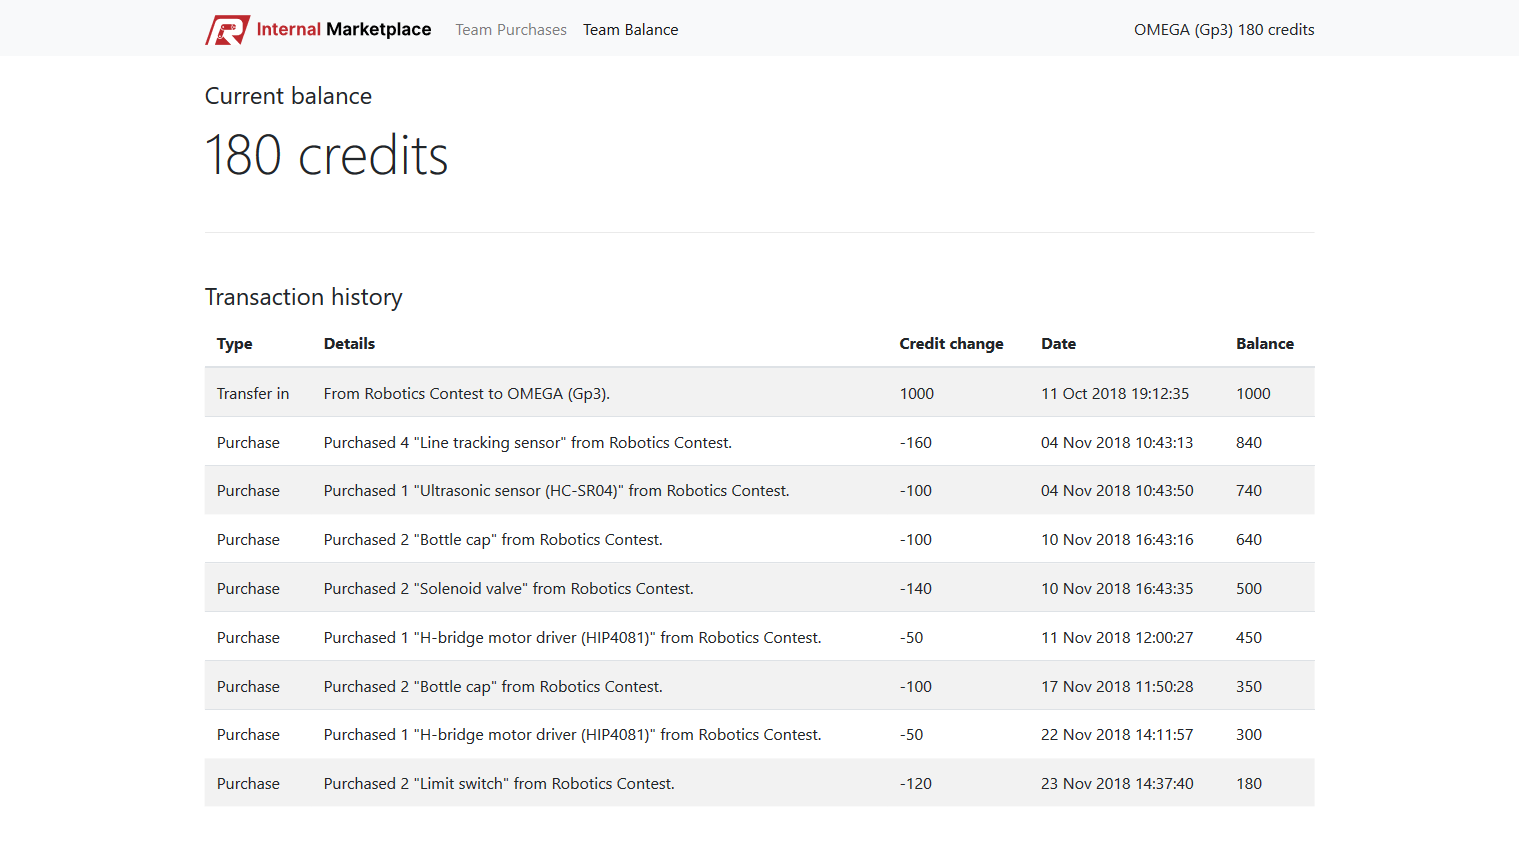 Internal Marketplace Team Purchases Team Balance OMEGA (Gp3) 180 credits
Current balance
180 credits
Transaction history
Type Details Credit change Date Balance
Transfer in From Robotics Contest to OMEGA (Gp3). 1000 11 Oct 2018 19:12:35 1000
Purchase Purchased 4 "Line tracking sensor" from Robotics Contest. -160 04 Nov 2018 10:43:13 840
Purchase Purchased 1 "Ultrasonic sensor (HC-SR04)" from Robotics Contest. -100 04 Nov 2018 10:43:50 740
Purchase Purchased 2 "Bottle cap" from Robotics Contest. -100 10 Nov 2018 16:43:16 640
Purchase Purchased 2 "Solenoid valve" from Robotics Contest. -140 10 Nov 2018 16:43:35 500
Purchase Purchased 1 "H-bridge motor driver (HIP4081)" from Robotics Contest. -50 11 Nov 2018 12:00:27 450
Purchase Purchased 2 "Bottle cap" from Robotics Contest. -100 17 Nov 2018 11:50:28 350
Purchase Purchased 1 "H-bridge motor driver (HIP4081)" from Robotics Contest. -50 22 Nov 2018 14:11:57 300
Purchase Purchased 2 "Limit switch" from Robotics Contest. -120 23 Nov 2018 14:37:40 180